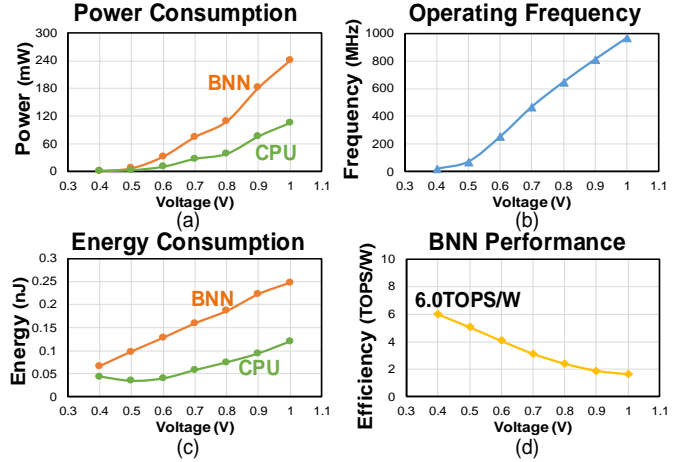 Power Consumption
Power (mW)
300
240
180
120
60
0
BNN
CPU
0.3 0.4 0.5 0.6 0.7 0.8 0.9 1 1.1
Voltage (V)
(a)
Operating Frequency
Frequency (MHz)
1000
800
600
400
200
0
0.3 0.4 0.5 0.6 0.7 0.8 0.9 1 1.1
Voltage (V)
(b)
Energy Consumption
Energy (nJ)
0.3
0.25
0.2
0.15
0.1
0.05
0
BNN
CPU
0.3 0.4 0.5 0.6 0.7 0.8 0.9 1 1.1
Voltage (V)
(c)
BNN Performance
Efficiency (TOPS/W)
10
8
6
4
2
0
6.0TOPS/W
0.3 0.4 0.5 0.6 0.7 0.8 0.9 1 1.1
Voltage (V)
(d)